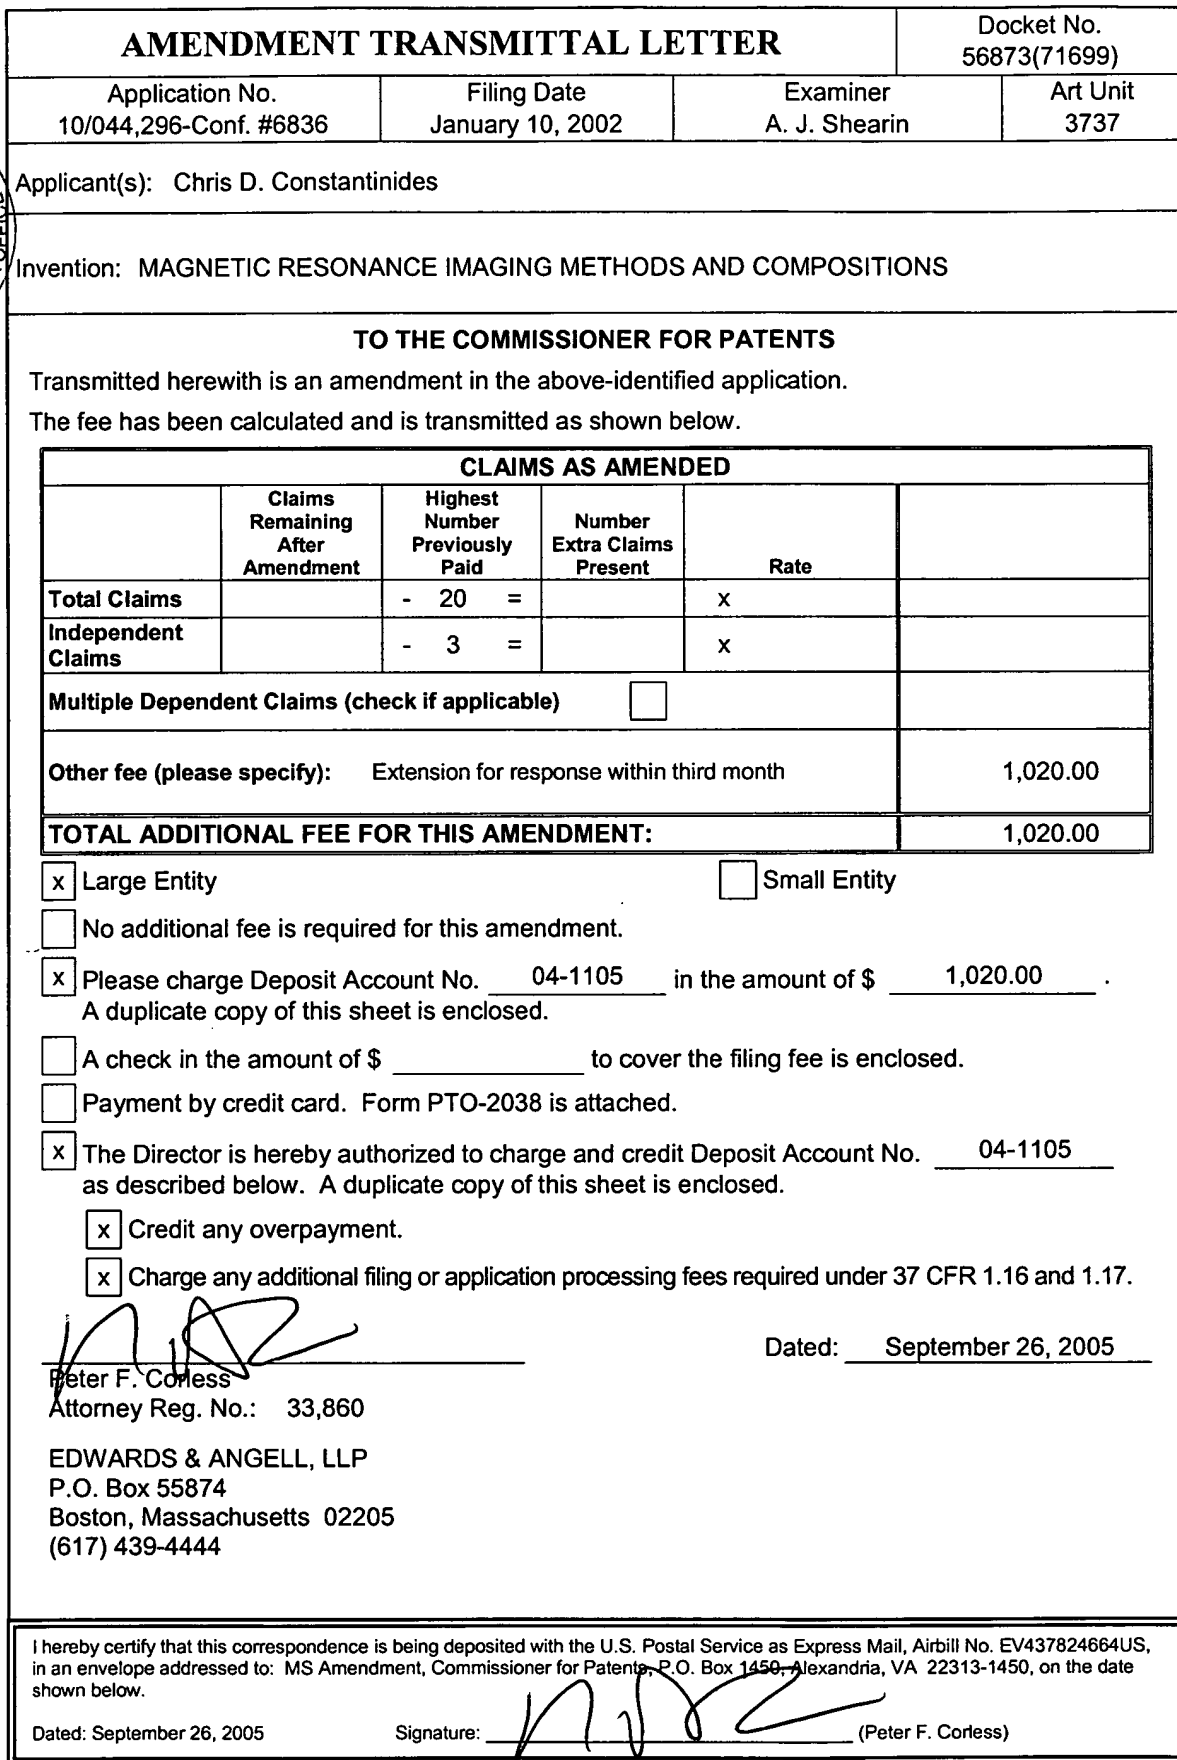 AMENDMENT TRANSMITTAL LETTER
Docket No.
56873(71699)
Application No.
10/044,296-Conf. #6836
Filing Date
January 10, 2002
Examiner
A. J. Shearin
Art Unit
3737
Applicant(s): Chris D. Constantinides
Invention: MAGNETIC RESONANCE IMAGING METHODS AND COMPOSITIONS
TO THE COMMISSIONER FOR PATENTS
Transmitted herewith is an amendment in the above-identified application.
The fee has been calculated and is transmitted as shown below.
CLAIMS AS AMENDED
Claims
Remaining
After
Amendment
Highest
Number
Previously
Paid
Number
Extra Claims
Present
Rate
Total Claims - 20 = x
Independent
Claims - 3 = x
Multiple Dependent Claims (check if applicable)
Other fee (please specify): Extension for response within third month 1,020.00
TOTAL ADDITIONAL FEE FOR THIS AMENDMENT: 1,020.00
x Large Entity Small Entity
No additional fee is required for this amendment.
x Please charge Deposit Account No. 04-1105 in the amount of $ 1,020.00 .
A duplicate copy of this sheet is enclosed.
A check in the amount of $ to cover the filing fee is enclosed.
Payment by credit card. Form PTO-2038 is attached.
x The Director is hereby authorized to charge and credit Deposit Account No. 04-1105
as described below. A duplicate copy of this sheet is enclosed.
x Credit any overpayment.
x Charge any additional filing or application processing fees required under 37 CFR 1.16 and 1.17.
Dated: September 26, 2005
Peter F. Corless
Attorney Reg. No.: 33,860
EDWARDS & ANGELL, LLP
P.O. Box 55874
Boston, Massachusetts 02205
(617) 439-4444
I hereby certify that this correspondence is being deposited with the U.S. Postal Service as Express Mail, Airbill No. EV437824664US,
in an envelope addressed to: MS Amendment, Commissioner for Patents, P.O. Box 1450, Alexandria, VA 22313-1450, on the date
shown below.
Dated: September 26, 2005 Signature: (Peter F. Corless)